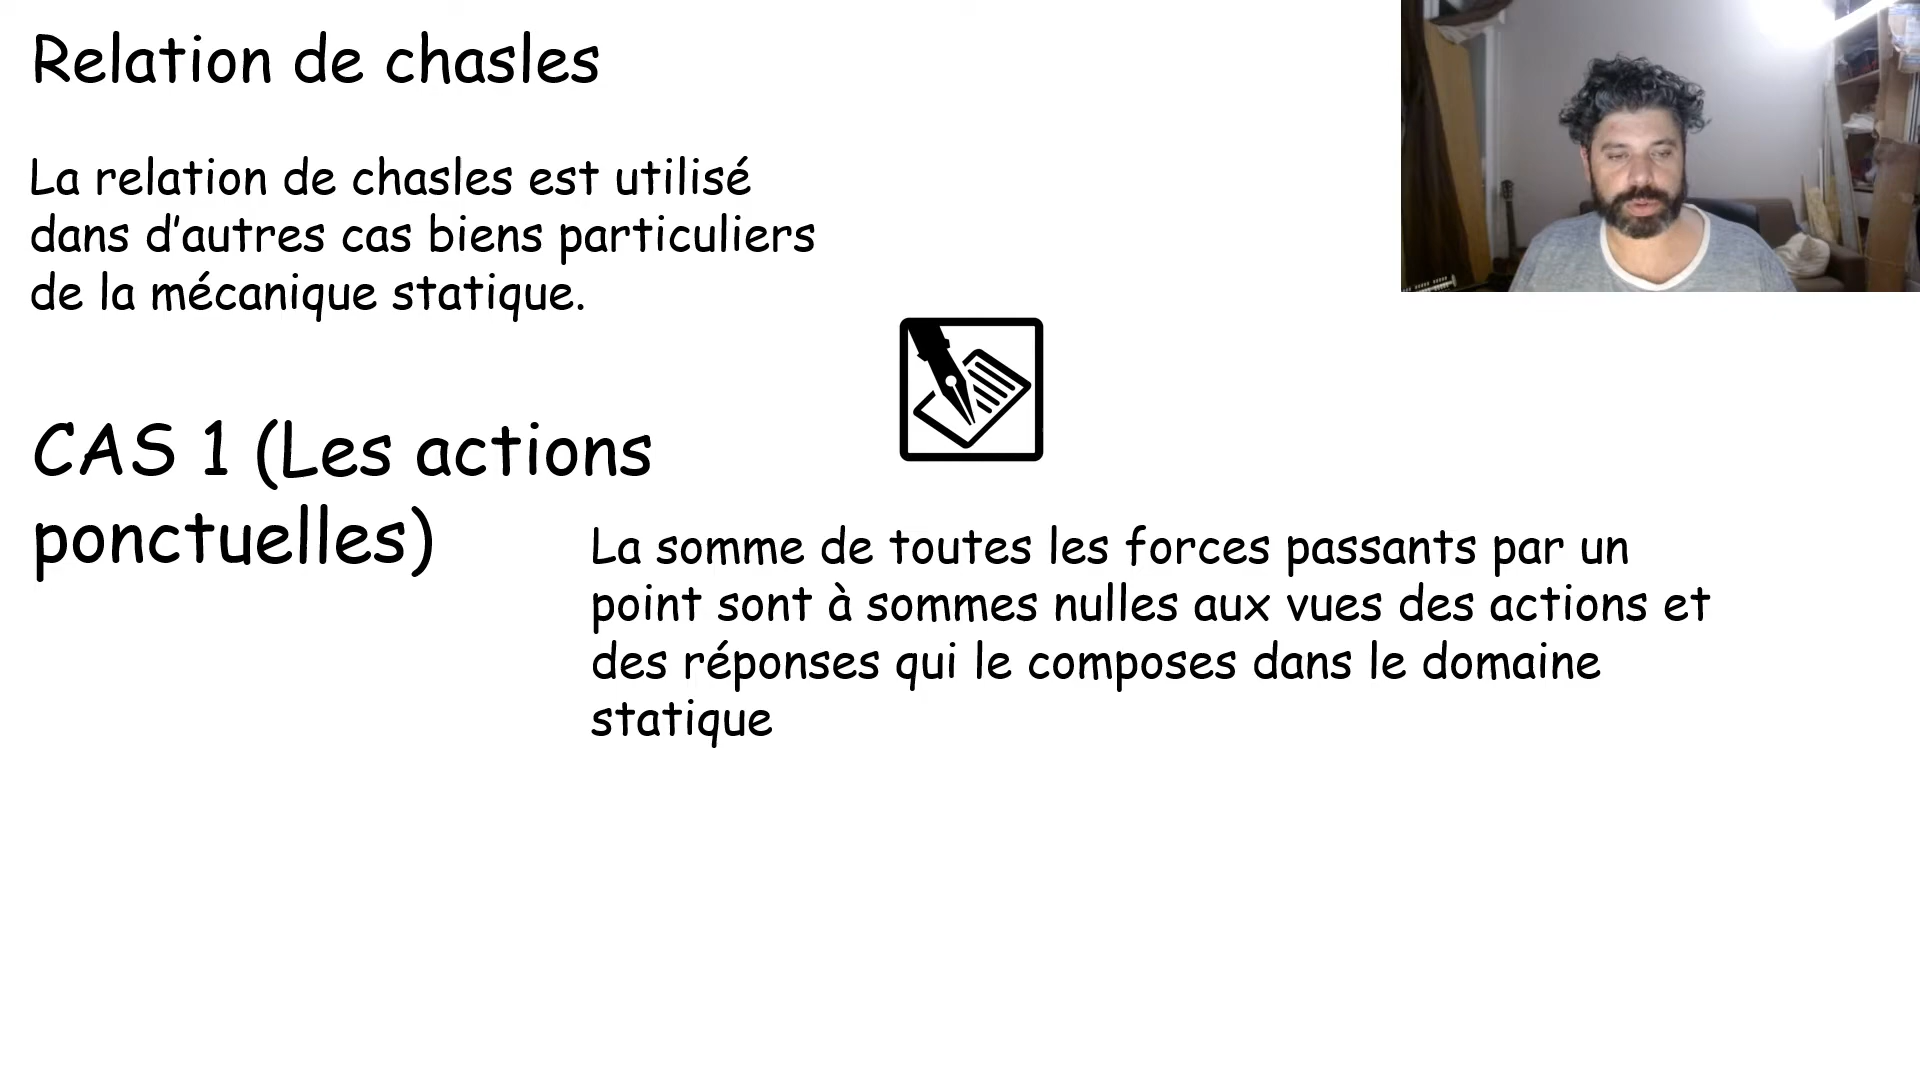 Relation de chasles
La relation de chasles est utilisé
dans d’autres cas biens particuliers
de la mécanique statique.
CAS 1 (Les actions
ponctuelles)
La somme de toutes les forces passants par un
point sont à sommes nulles aux vues des actions et
des réponses qui le composes dans le domaine
statique